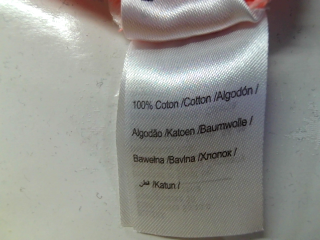 100% Coton /Cotton /Algodón /
Algodão /Katoen /Baumwolle /
Bawełna /Bavlna /Хлопок /
قطن /Katun /